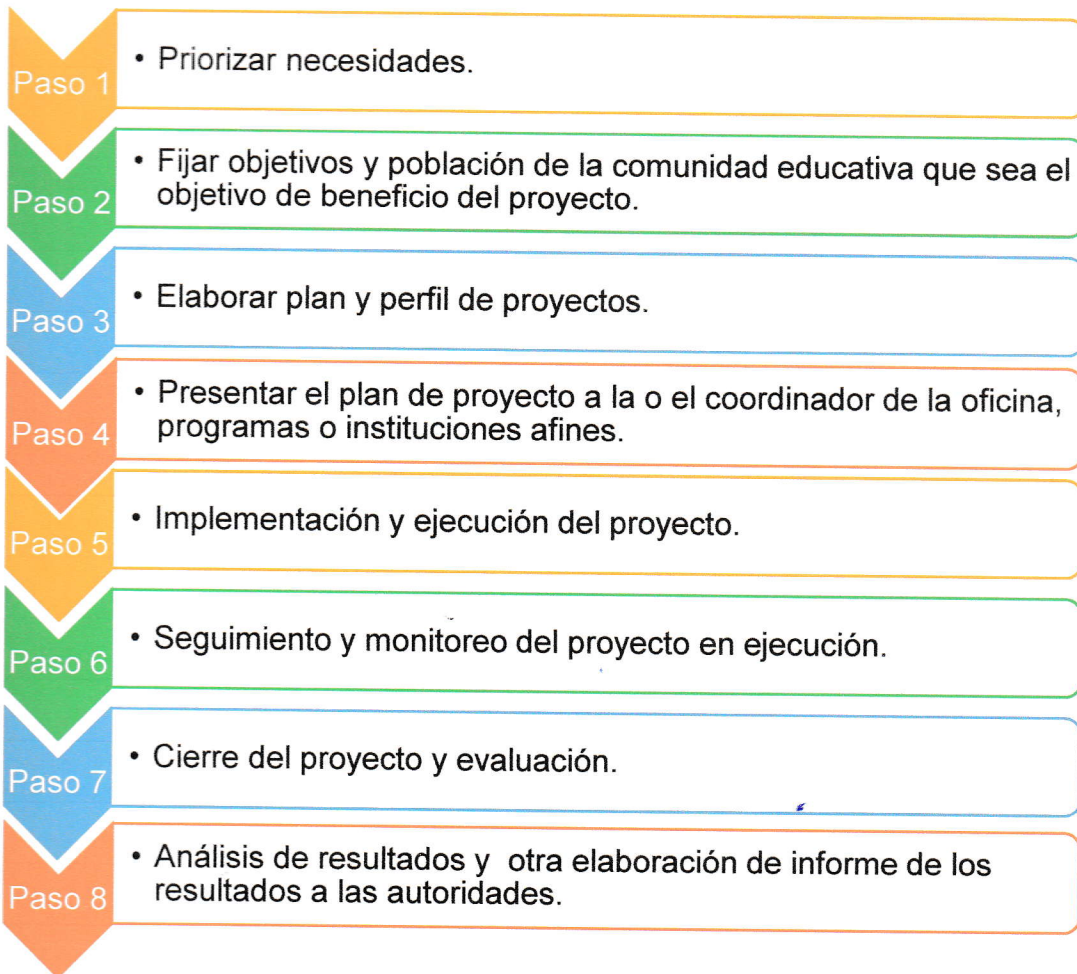 Paso 1
• Priorizar necesidades.
Paso 2
• Fijar objetivos y población de la comunidad educativa que sea el
objetivo de beneficio del proyecto.
Paso 3
• Elaborar plan y perfil de proyectos.
Paso 4
• Presentar el plan de proyecto a la o el coordinador de la oficina,
programas o instituciones afines.
Paso 5
• Implementación y ejecución del proyecto.
Paso 6
• Seguimiento y monitoreo del proyecto en ejecución.
Paso 7
• Cierre del proyecto y evaluación.
Paso 8
• Análisis de resultados y otra elaboración de informe de los
resultados a las autoridades.